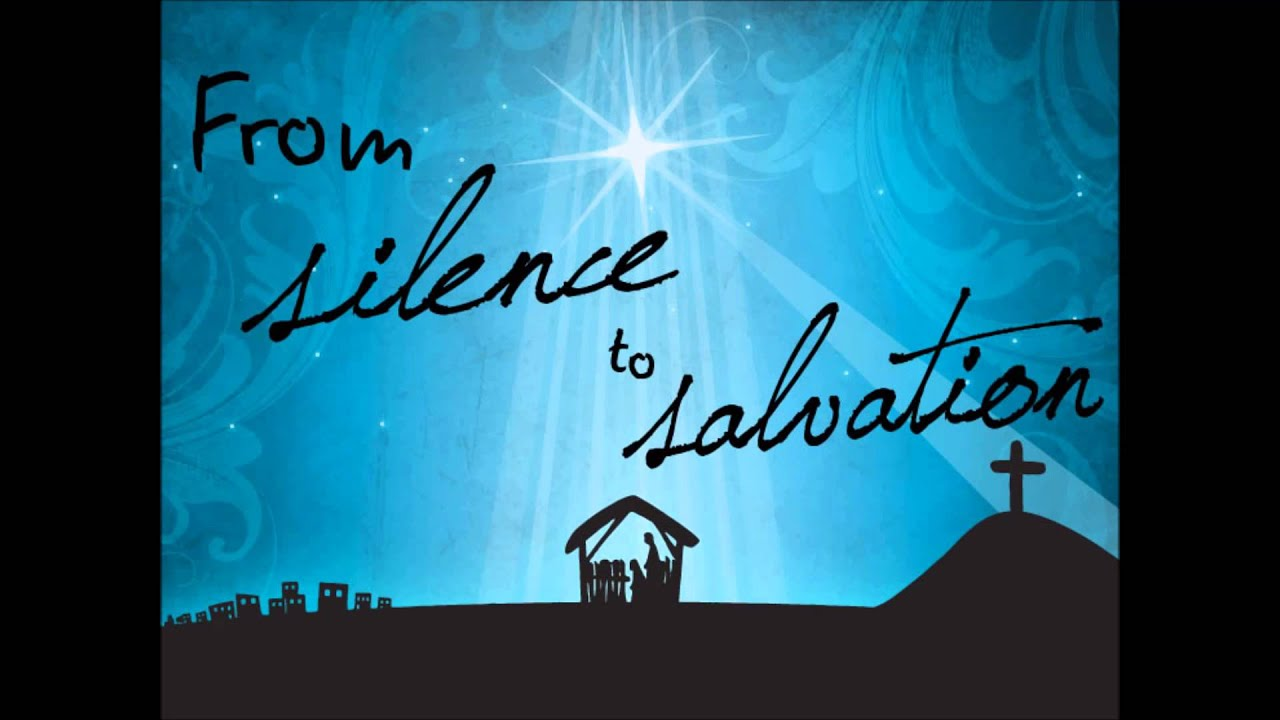 From
silence
to
salvation